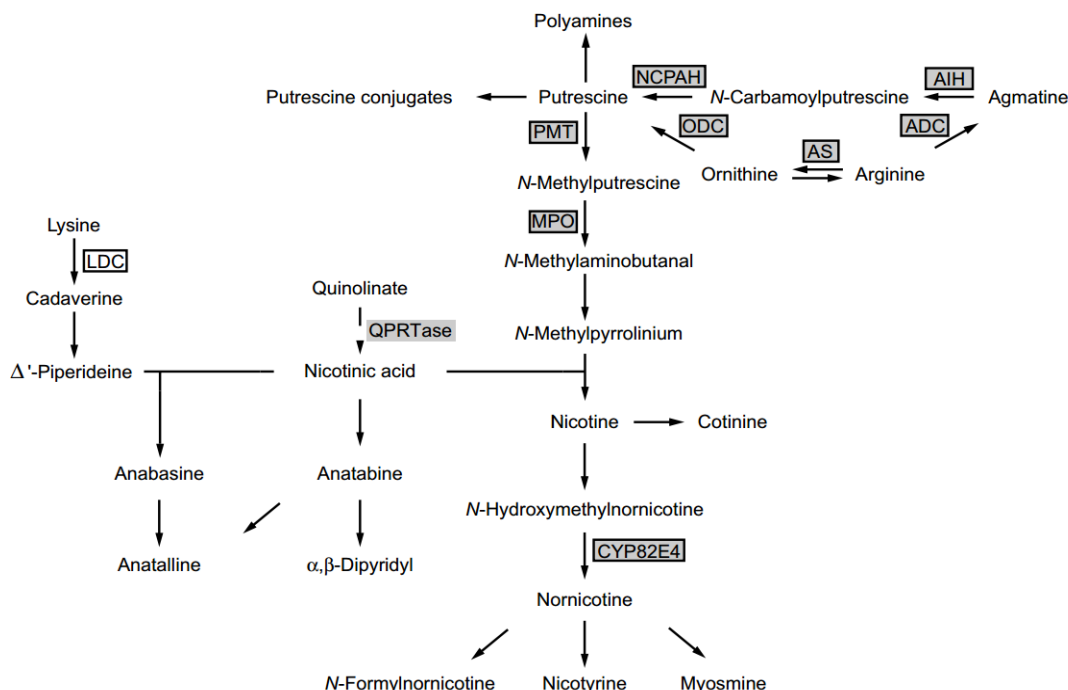 Polyamines
NCPAH
AIH
Putrescine conjugates
Putrescine
N-Carbamoylputrescine
Agmatine
PMT
ODC
ADC
AS
N-Methylputrescine
Ornithine
Arginine
Lysine
MPO
LDC
N-Methylaminobutanal
Cadaverine
Quinolinate
QPRTase
N-Methylpyrrolinium
Δ'-Piperideine
Nicotinic acid
Nicotine
Cotinine
Anabasine
Anatabine
N-Hydroxymethylnornicotine
CYP82E4
Anatalline
α,β-Dipyridyl
Nornicotine
N-Formylnornicotine
Nicotyrine
Myosmine